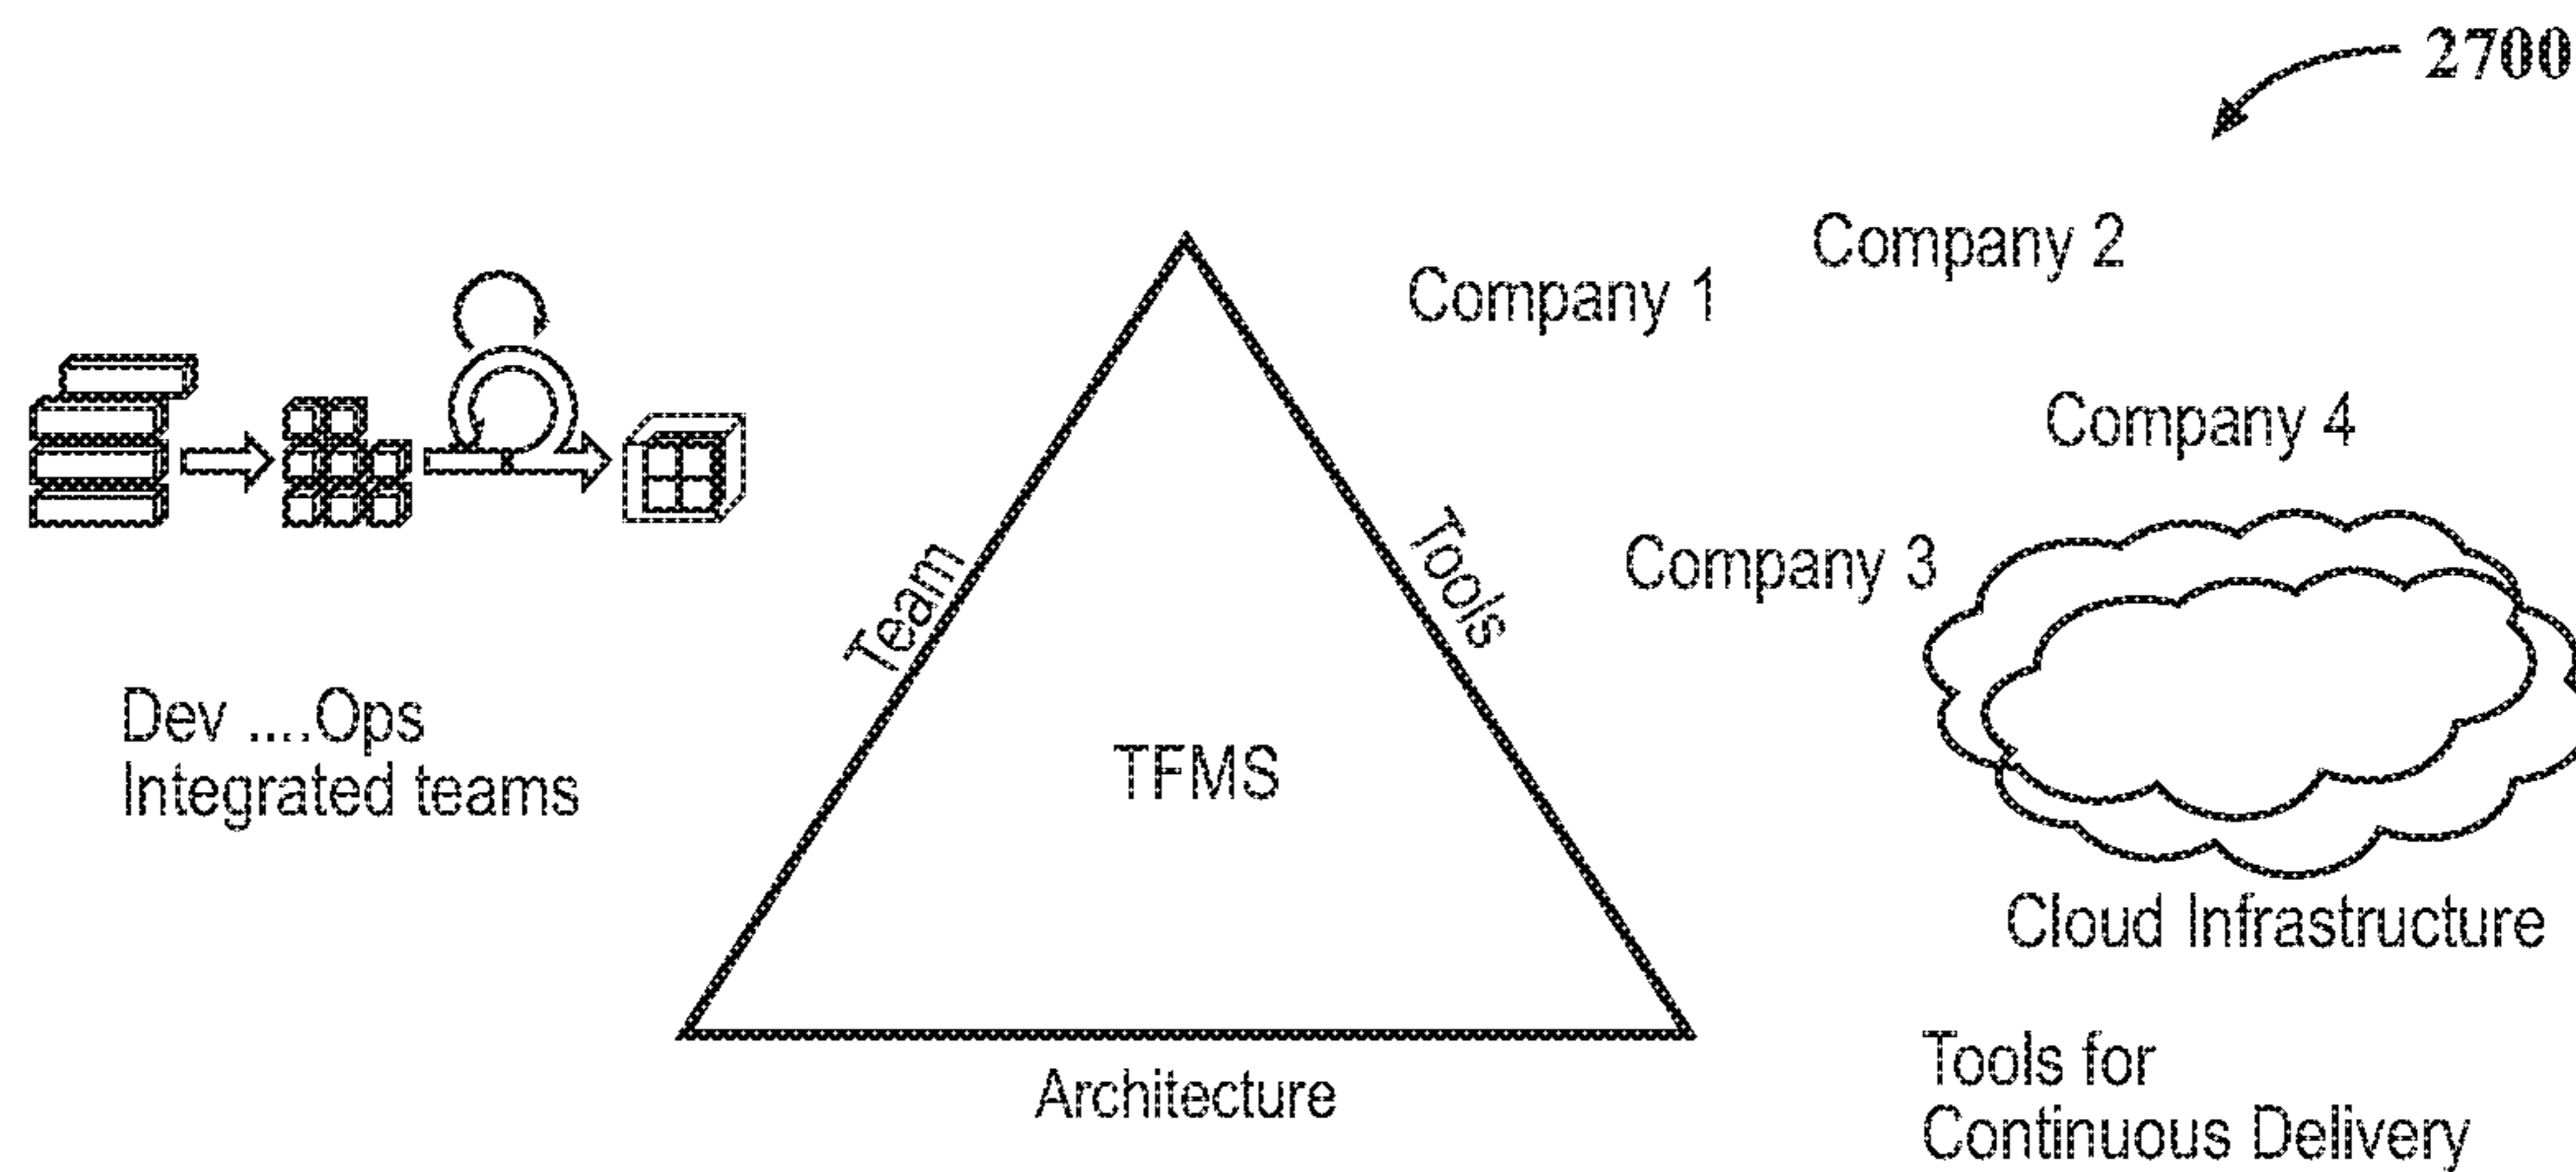 2700
Company 2
Company 1
Company 4
Company 3
Team
Tools
Dev ....Ops
Integrated teams
TFMS
Cloud Infrastructure
Architecture
Tools for
Continuous Delivery